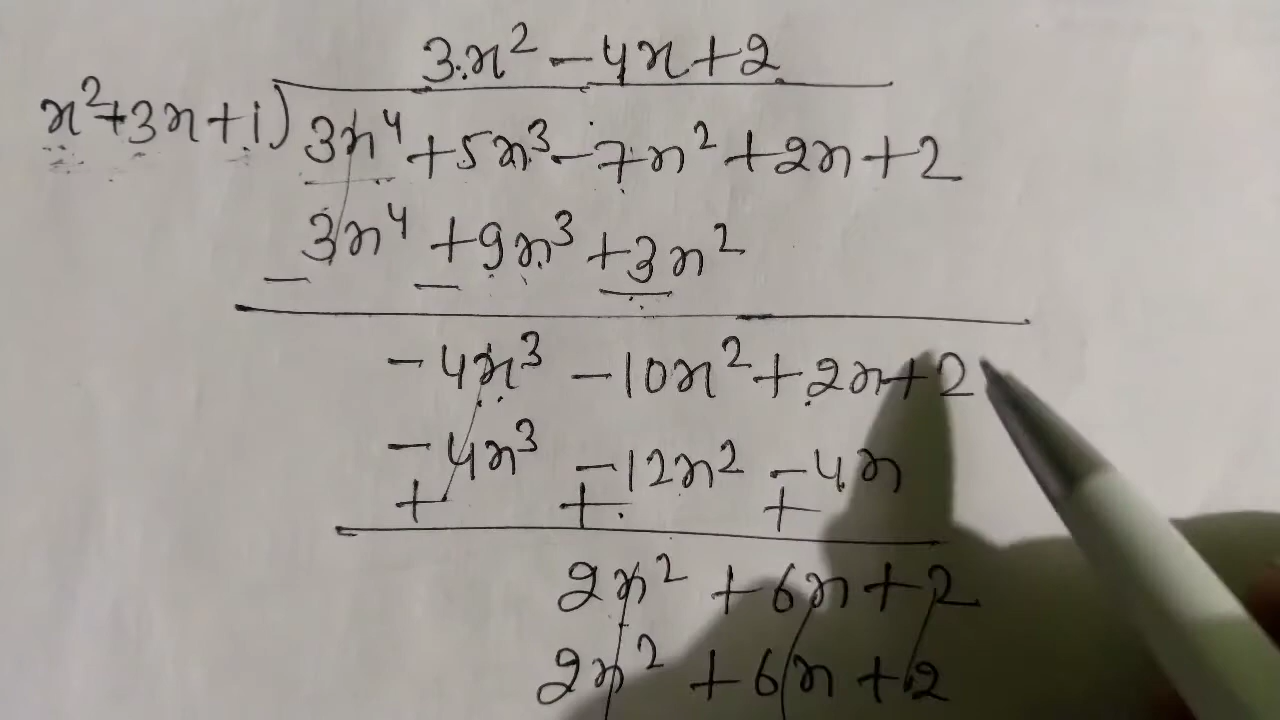 3x² - 4x + 2
x² + 3x + 1 ) 3x⁴ + 5x³ - 7x² + 2x + 2
3x⁴ + 9x³ + 3x²
- - -
- 4x³ - 10x² + 2x + 2
- 4x³ - 12x² - 4x
+ + +
2x² + 6x + 2
2x² + 6x + 2